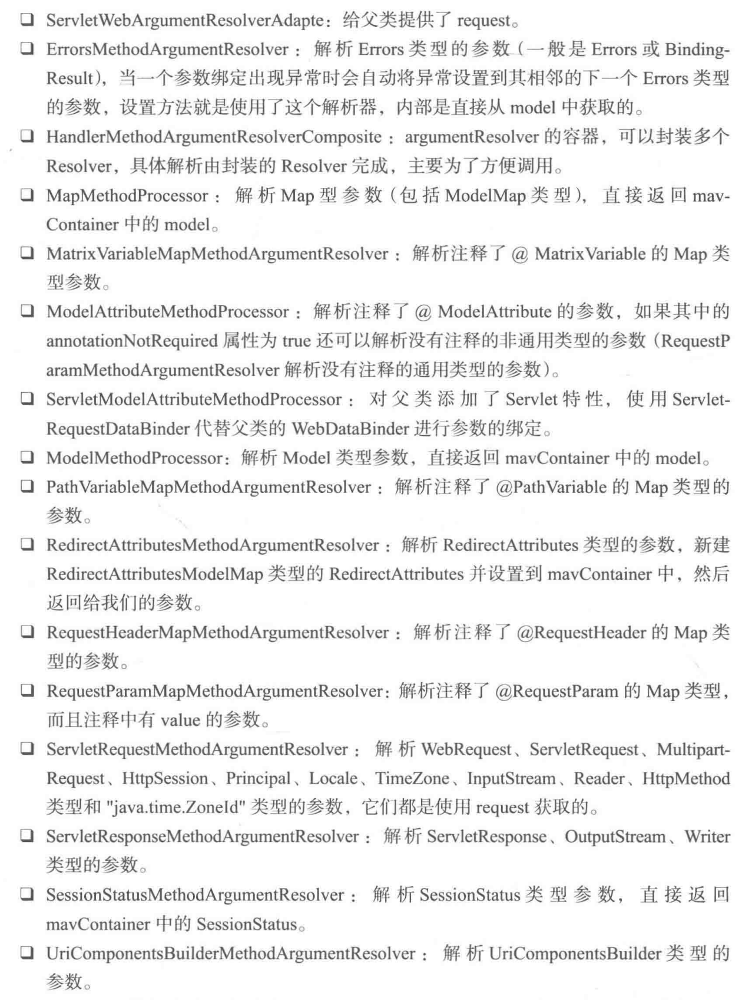 ❑ ServletWebArgumentResolverAdapte：给父类提供了 request。
❑ ErrorsMethodArgumentResolver：解析 Errors 类型的参数（一般是 Errors 或 Binding-
Result），当一个参数绑定出现异常时会自动将异常设置到其相邻的下一个 Errors 类型
的参数，设置方法就是使用了这个解析器，内部是直接从 model 中获取的。
❑ HandlerMethodArgumentResolverComposite：argumentResolver 的容器，可以封装多个
Resolver，具体解析由封装的 Resolver 完成，主要为了方便调用。
❑ MapMethodProcessor：解析 Map 型参数（包括 ModelMap 类型），直接返回 mav-
Container 中的 model。
❑ MatrixVariableMapMethodArgumentResolver：解析注释了 @ MatrixVariable 的 Map 类
型参数。
❑ ModelAttributeMethodProcessor：解析注释了 @ ModelAttribute 的参数，如果其中的
annotationNotRequired 属性为 true 还可以解析没有注释的非通用类型的参数（RequestP
aramMethodArgumentResolver 解析没有注释的通用类型的参数）。
❑ ServletModelAttributeMethodProcessor：对父类添加了 Servlet 特性，使用 Servlet-
RequestDataBinder 代替父类的 WebDataBinder 进行参数的绑定。
❑ ModelMethodProcessor：解析 Model 类型参数，直接返回 mavContainer 中的 model。
❑ PathVariableMapMethodArgumentResolver：解析注释了 @PathVariable 的 Map 类型的
参数。
❑ RedirectAttributesMethodArgumentResolver：解析 RedirectAttributes 类型的参数，新建
RedirectAttributesModelMap 类型的 RedirectAttributes 并设置到 mavContainer 中，然后
返回给我们的参数。
❑ RequestHeaderMapMethodArgumentResolver：解析注释了 @RequestHeader 的 Map 类
型的参数。
❑ RequestParamMapMethodArgumentResolver：解析注释了 @RequestParam 的 Map 类型，
而且注释中有 value 的参数。
❑ ServletRequestMethodArgumentResolver：解析 WebRequest、ServletRequest、Multipart-
Request、HttpSession、Principal、Locale、TimeZone、InputStream、Reader、HttpMethod
类型和 "java.time.ZoneId" 类型的参数，它们都是使用 request 获取的。
❑ ServletResponseMethodArgumentResolver：解析 ServletResponse、OutputStream、Writer
类型的参数。
❑ SessionStatusMethodArgumentResolver：解析 SessionStatus 类型参数，直接返回
mavContainer 中的 SessionStatus。
❑ UriComponentsBuilderMethodArgumentResolver：解析 UriComponentsBuilder 类型的
参数。